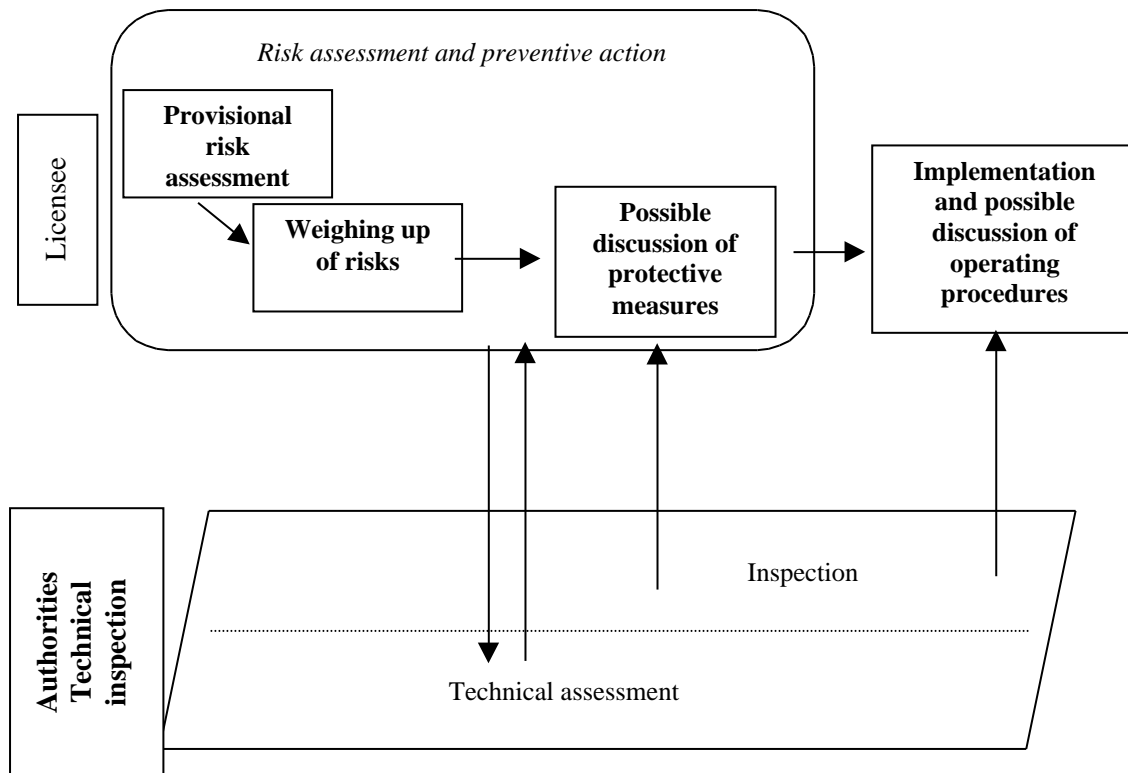 Risk assessment and preventive action
Provisional
risk
assessment
Licensee
Weighing up
of risks
Possible
discussion of
protective
measures
Implementation
and possible
discussion of
operating
procedures
Authorities
Technical
inspection
Inspection
Technical assessment